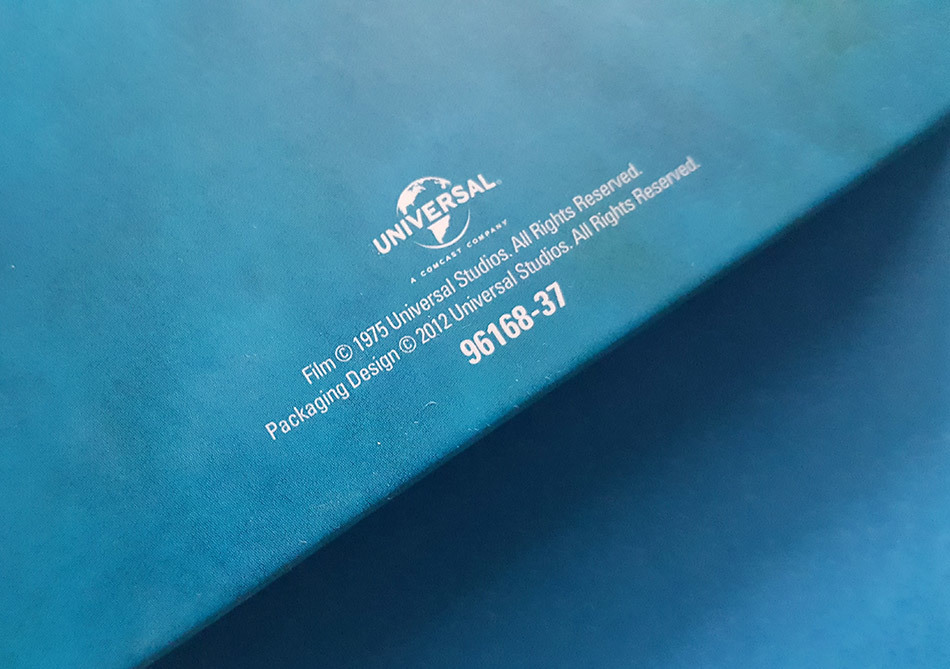 UNIVERSAL
A COMCAST COMPANY
Film © 1975 Universal Studios. All Rights Reserved.
Packaging Design © 2012 Universal Studios. All Rights Reserved.
96168-37